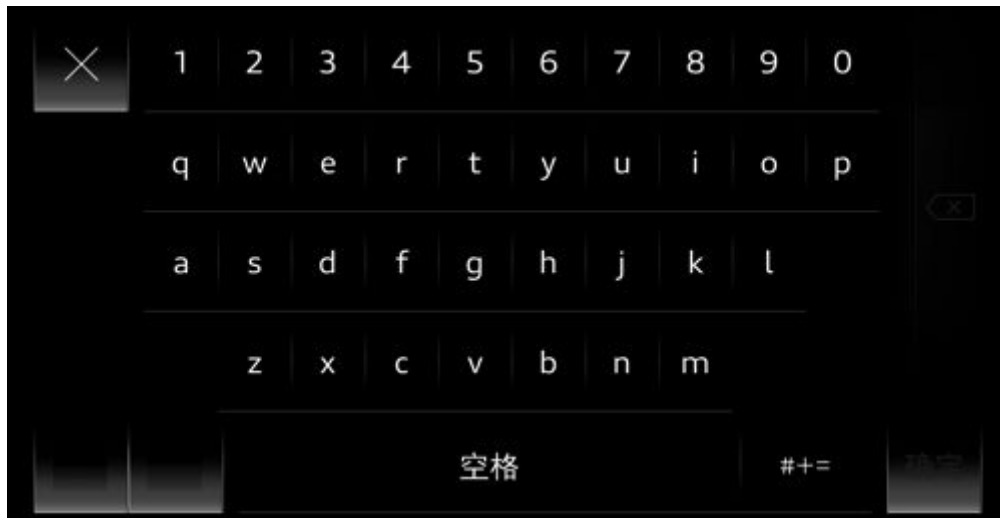 1 2 3 4 5 6 7 8 9 0
q w e r t y u i o p
a s d f g h j k l
z x c v b n m
空格 #+=